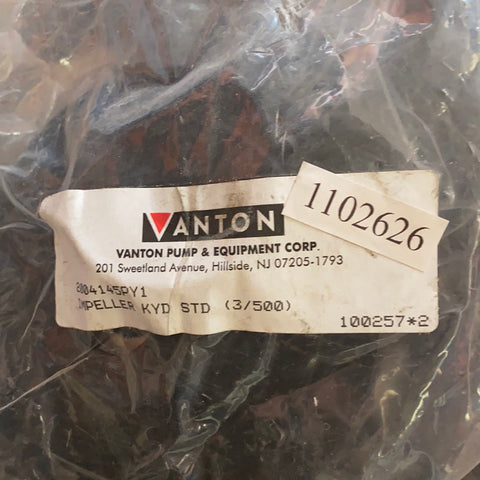 VANTON
1102626
VANTON PUMP & EQUIPMENT CORP.
201 Sweetland Avenue, Hillside, NJ 07205-1793
2004145PY1
IMPELLER KYD STD (3/500)
100257*2